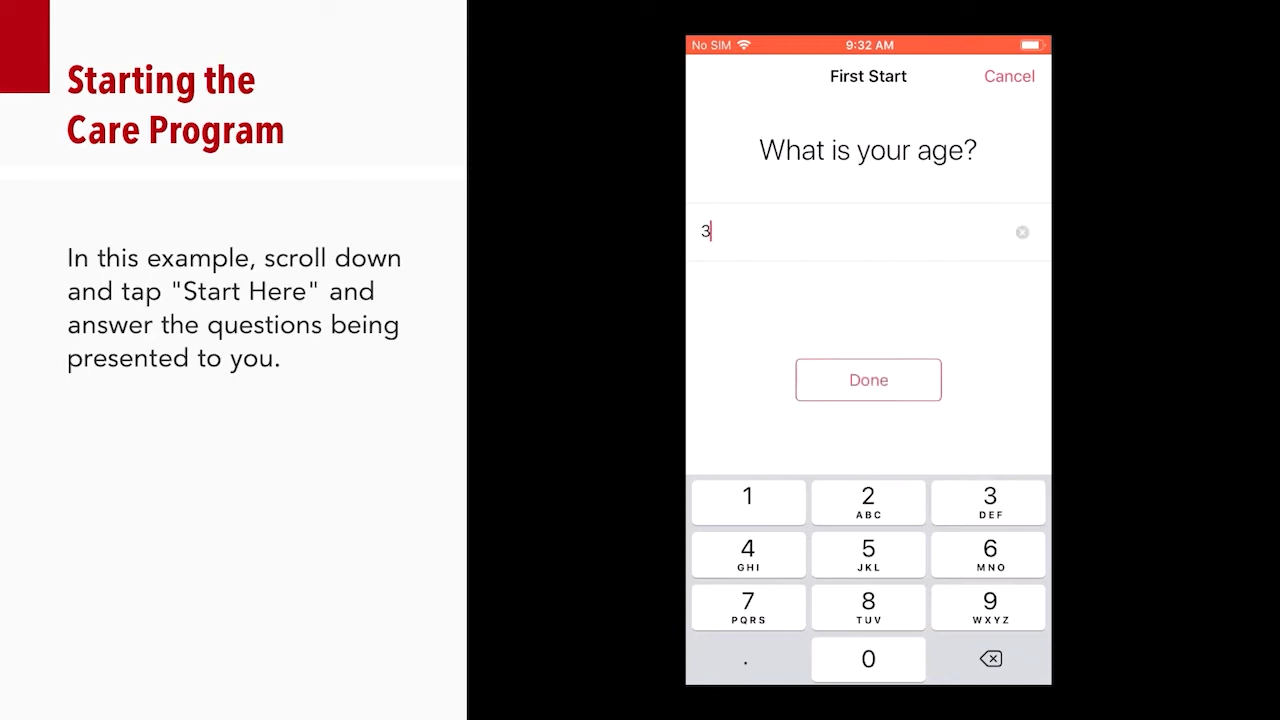 Starting the
Care Program
In this example, scroll down
and tap "Start Here" and
answer the questions being
presented to you.
No SIM 9:32 AM
First Start Cancel
What is your age?
3
Done
1 2 3
ABC DEF
4 5 6
GHI JKL MNO
7 8 9
PQRS TUV WXYZ
. 0